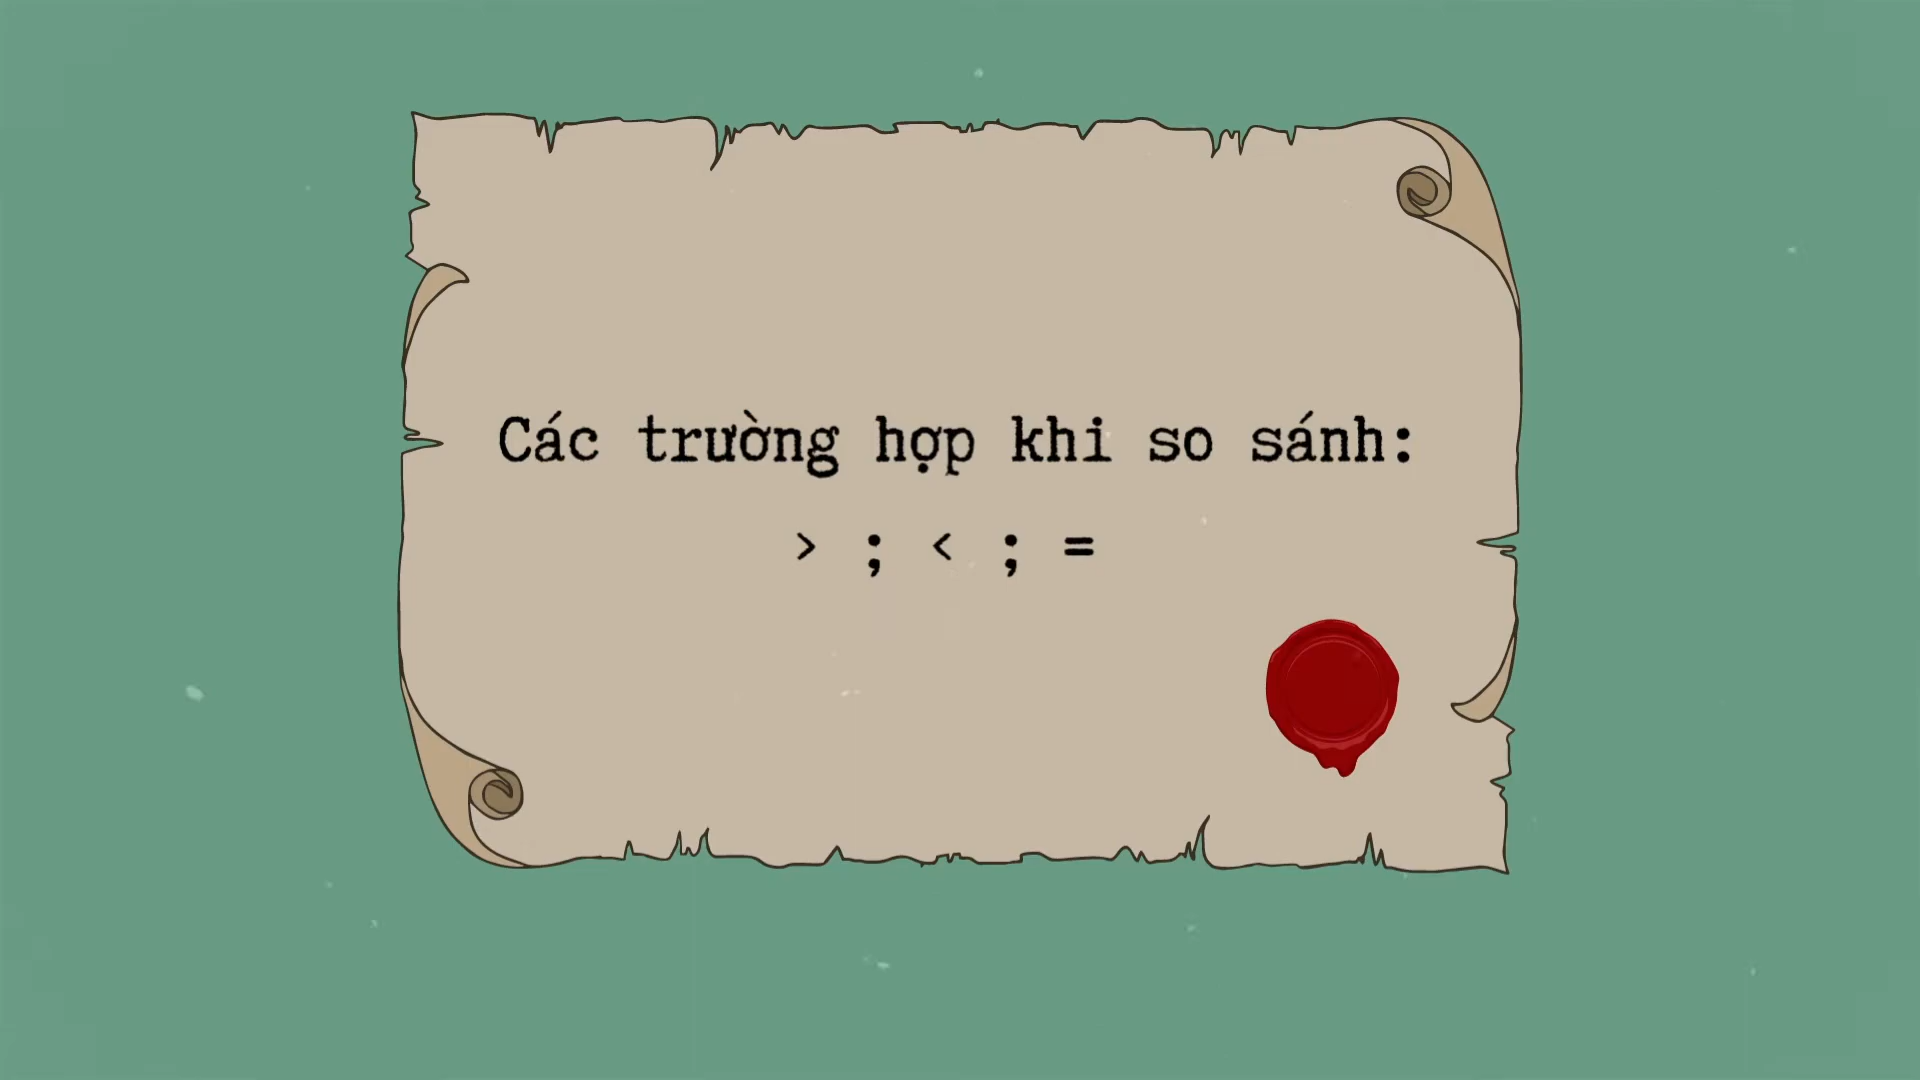 Các trường hợp khi so sánh:
> ; < ; =